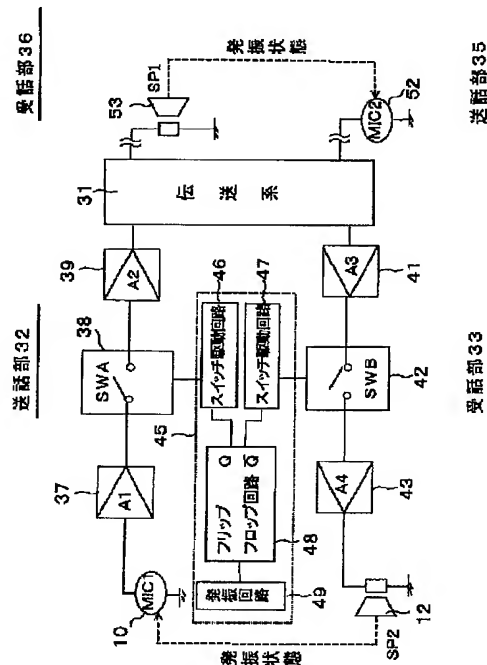 送話部32
受話部36
MIC1
10
A1
37
SWA
38
A2
39
伝送系
31
SP1
53
発振状態
MIC2
52
45
スイッチ駆動回路
46
スイッチ駆動回路
47
フリップ
フロップ回路
Q
Q̅
48
発振回路
49
発振状態
SP2
12
A4
43
SWB
42
A3
41
受話部33
送話部35